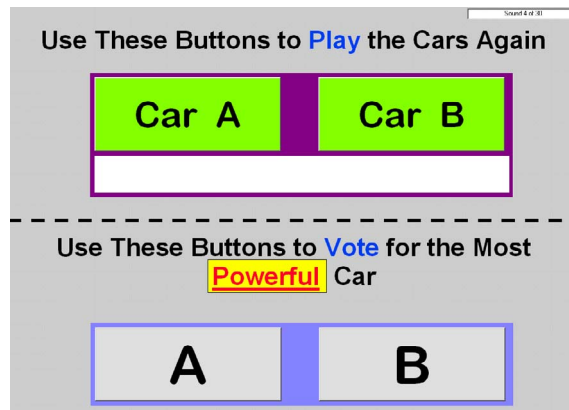 Sound 4 of 30
Use These Buttons to Play the Cars Again
Car A
Car B
Use These Buttons to Vote for the Most
Powerful Car
A
B